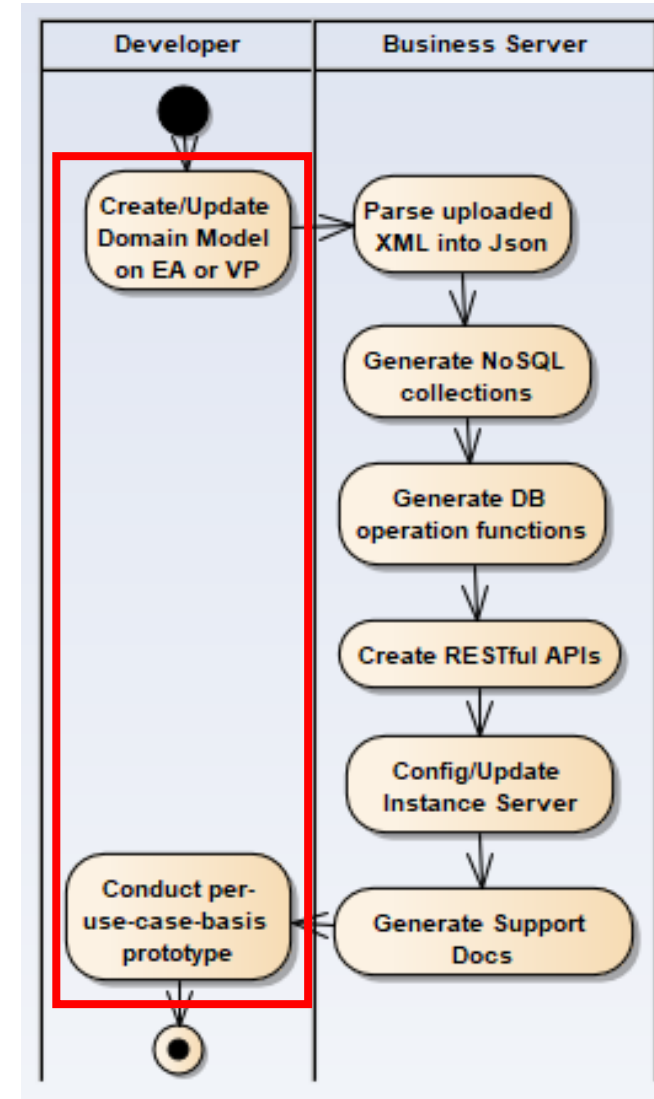 Developer
Business Server
Create/Update
Domain Model
on EA or VP
Parse uploaded
XML into Json
Generate NoSQL
collections
Generate DB
operation functions
Create RESTful APIs
Config/Update
Instance Server
Generate Support
Docs
Conduct per-
use-case-basis
prototype